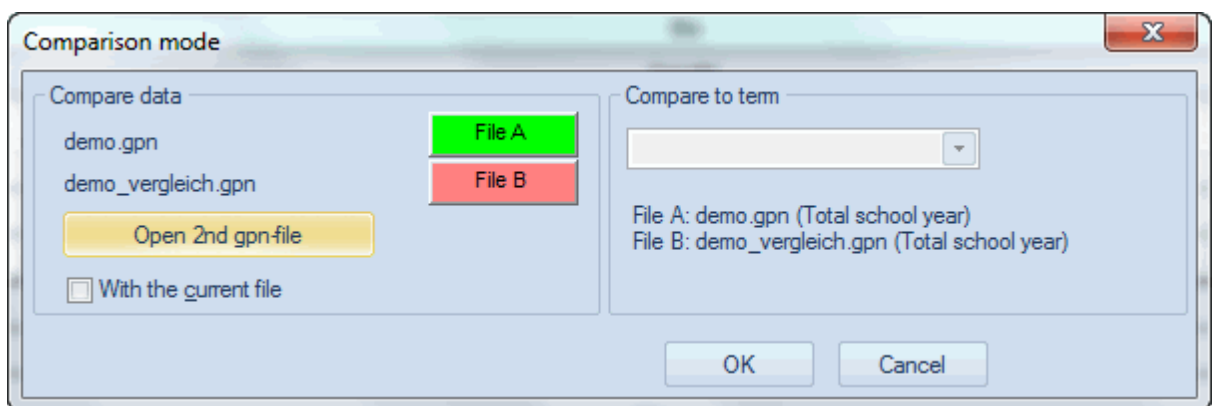 Comparison mode
Compare data
demo.gpn
File A
demo_vergleich.gpn
File B
Open 2nd gpn-file
With the current file
Compare to term
File A: demo.gpn (Total school year)
File B: demo_vergleich.gpn (Total school year)
OK
Cancel